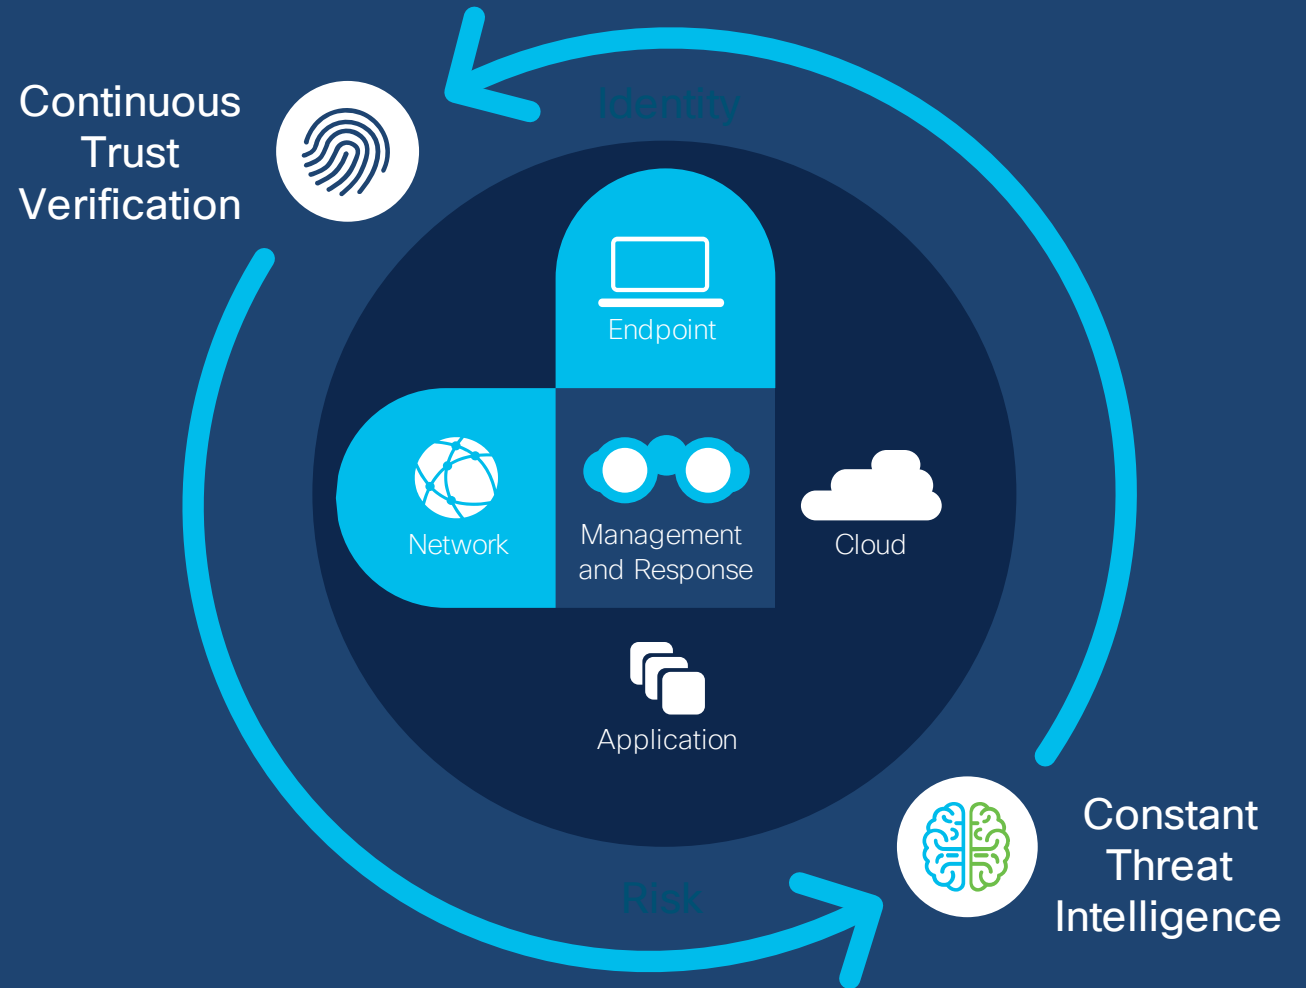 Continuous
Trust
Verification
Identity
Endpoint
Network
Management
and Response
Cloud
Application
Risk
Constant
Threat
Intelligence